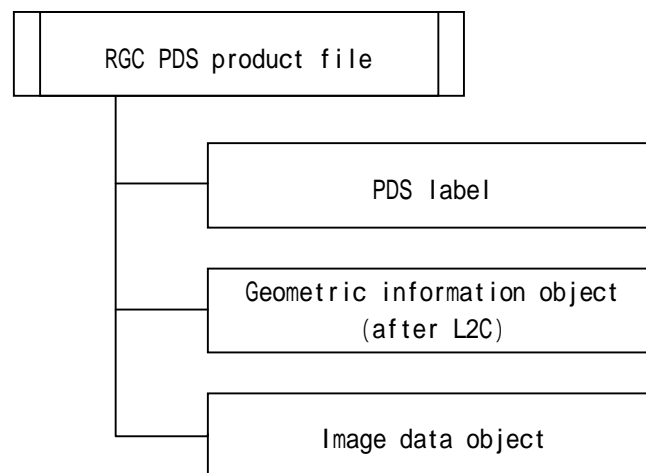 RGC PDS product file
PDS label
Geometric information object
(after L2C)
Image data object